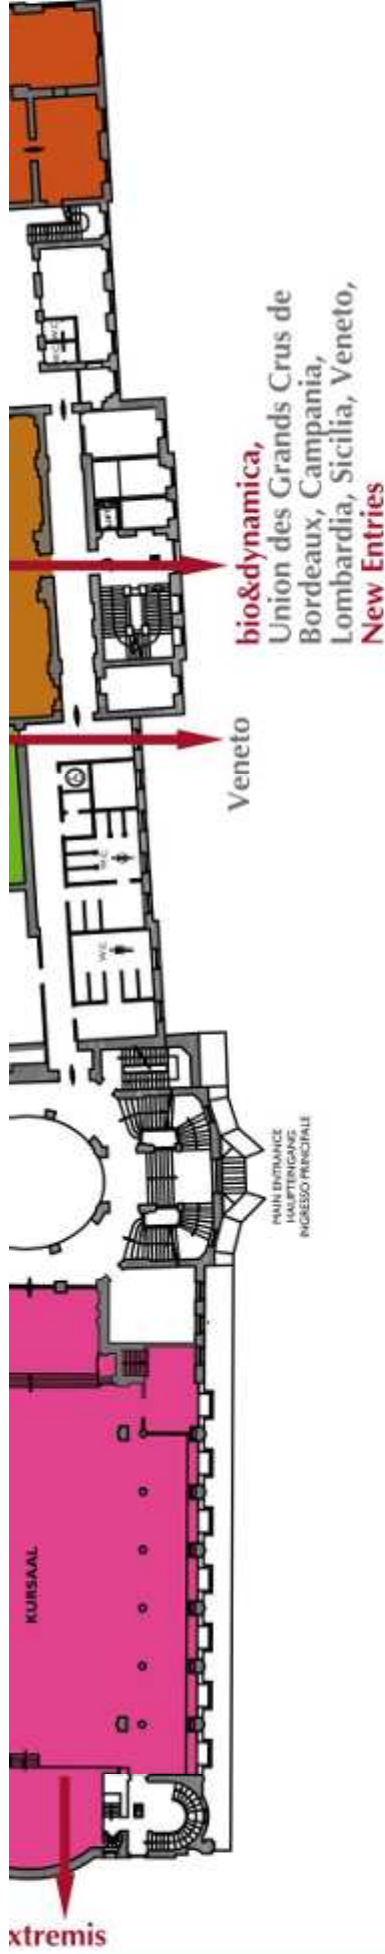 bio&dynamica,
Union des Grands Crus de
Bordeaux, Campania,
Lombardia, Sicilia, Veneto,
New Entries
Veneto
W.C.
W.C.
MAIN ENTRANCE
HAUPTEINGANG
INGRESSO PRINCIPALE
KURSAAL
xtremis